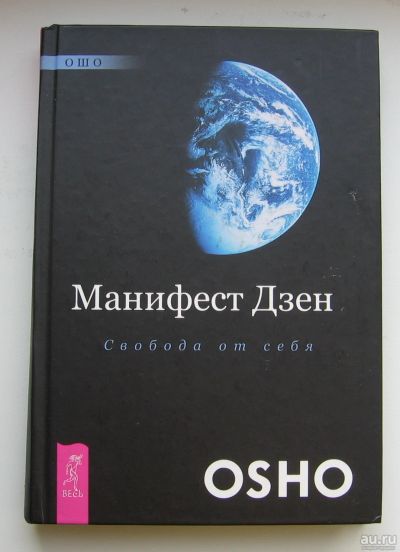 ОШО
Манифест Дзен
Свобода от себя
ВЕСЬ
OSHO
au.ru